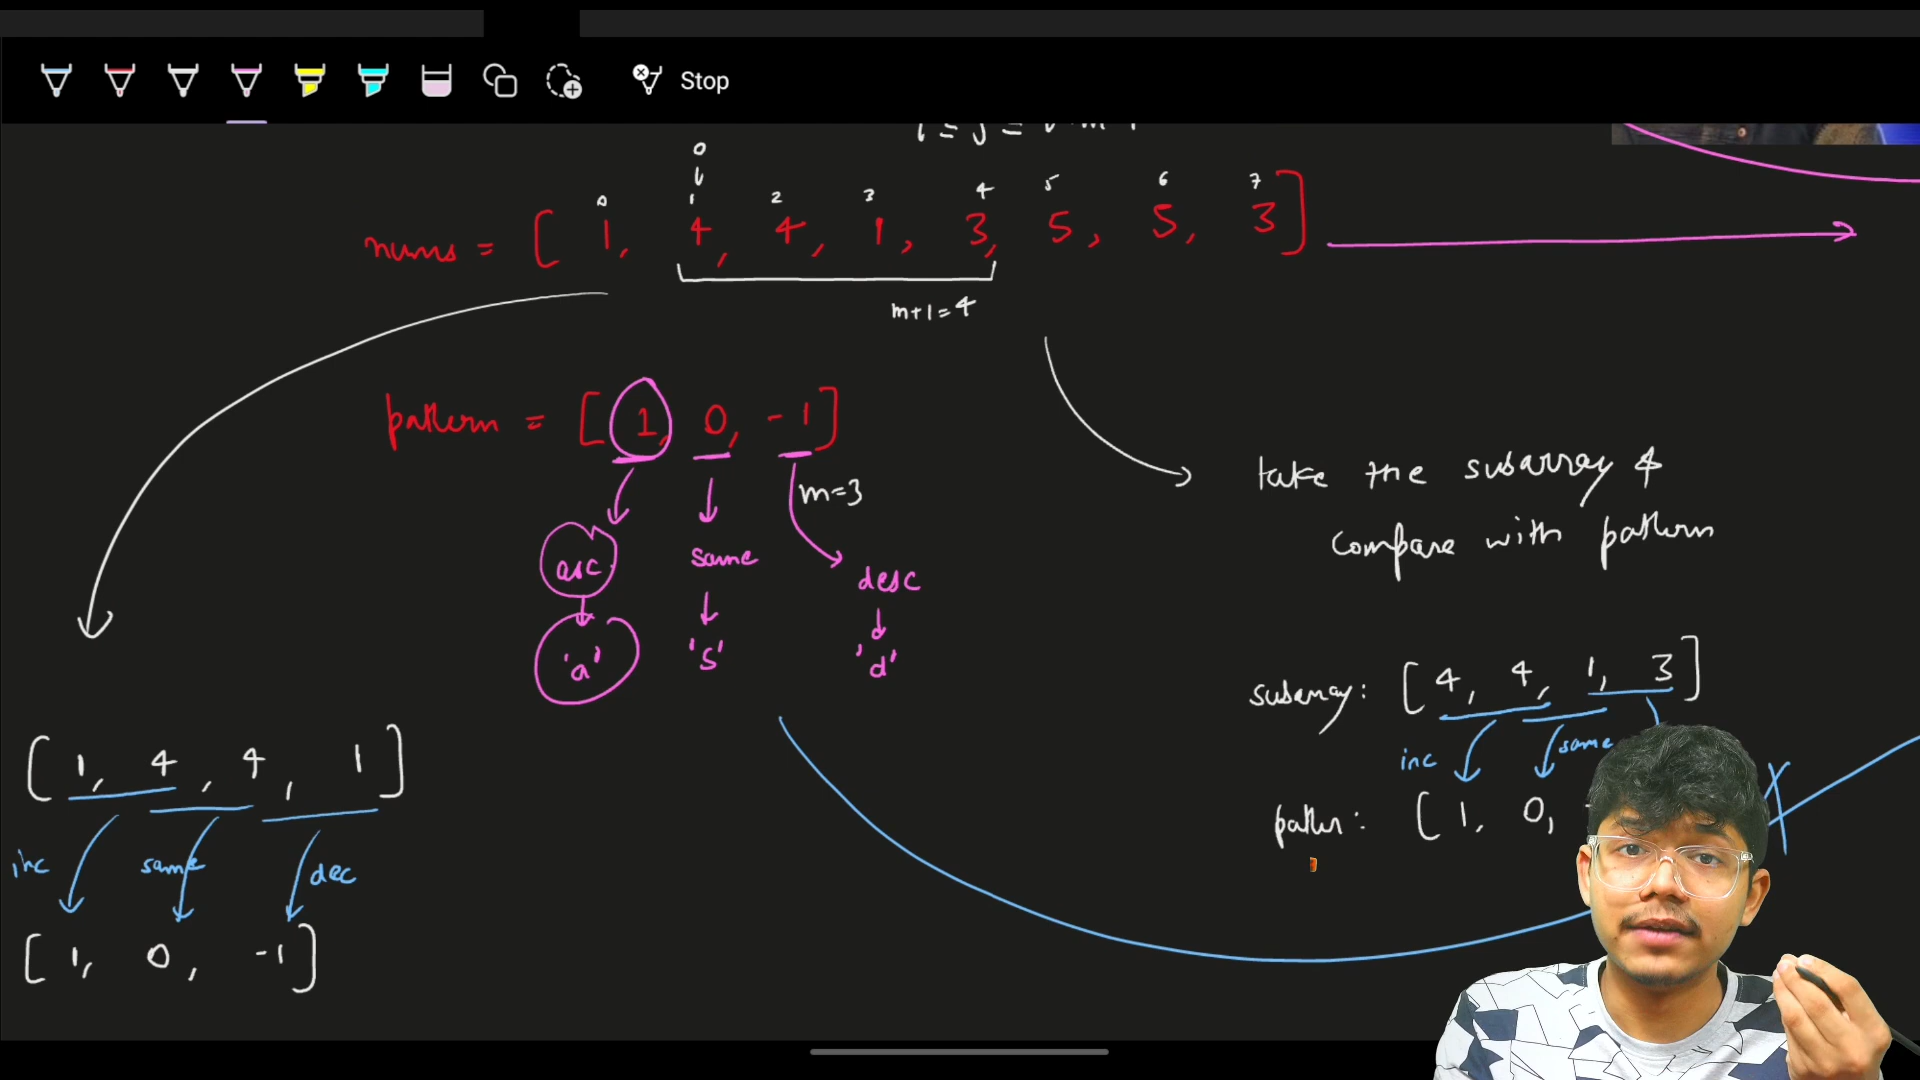 Stop
0
0 1 2 3 4 5 6 7
nums = [ 1, 4, 4, 1, 3, 5, 5, 3 ]
m+1=4
pattern = [ 1, 0, -1 ]
m=3
asc same desc
'a' 's' 'd'
take the subarray &
compare with pattern
subarray: [ 4, 4, 1, 3 ]
inc same
patter: [ 1, 0,
[ 1, 4, 4, 1 ]
inc same dec
[ 1, 0, -1 ]